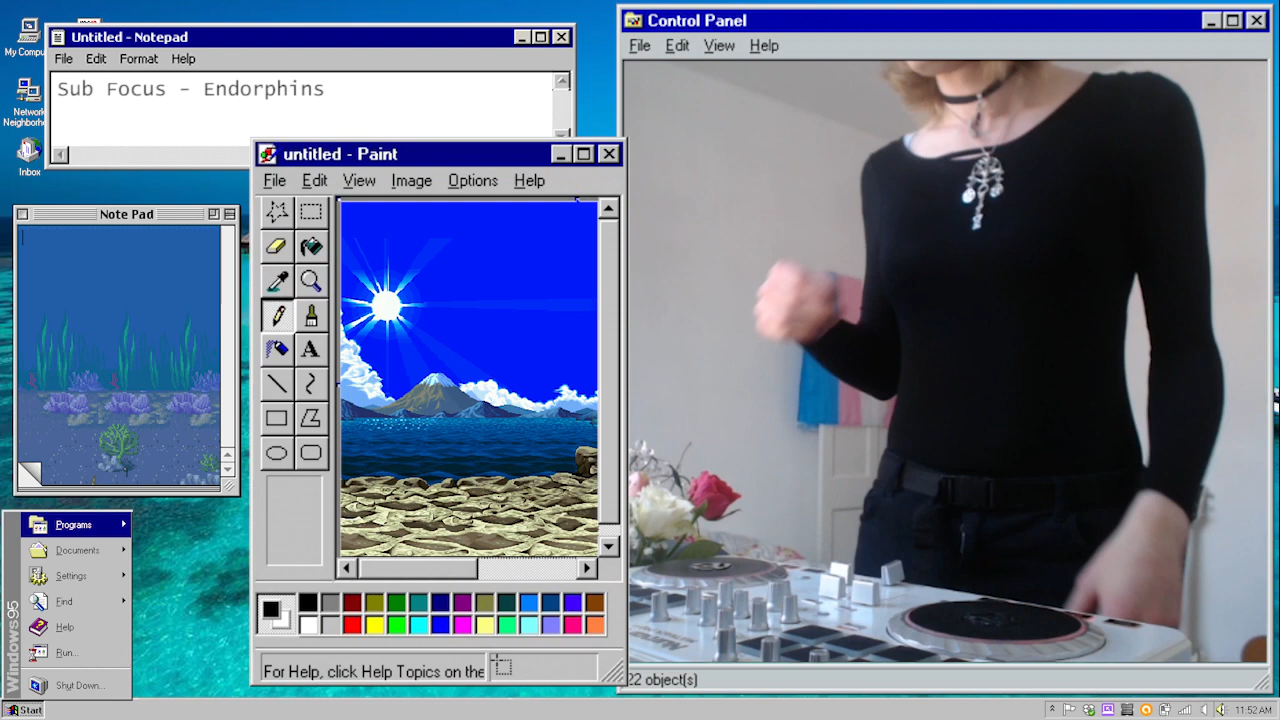 My Compu
Network
Neighborho
Inbox
Untitled - Notepad
File Edit Format Help
Sub Focus - Endorphins
Note Pad
untitled - Paint
File Edit View Image Options Help
A
For Help, click Help Topics on the
Control Panel
File Edit View Help
22 object(s)
Windows95
Programs
Documents
Settings
Find
Help
Run...
Shut Down...
Start
11:52 AM